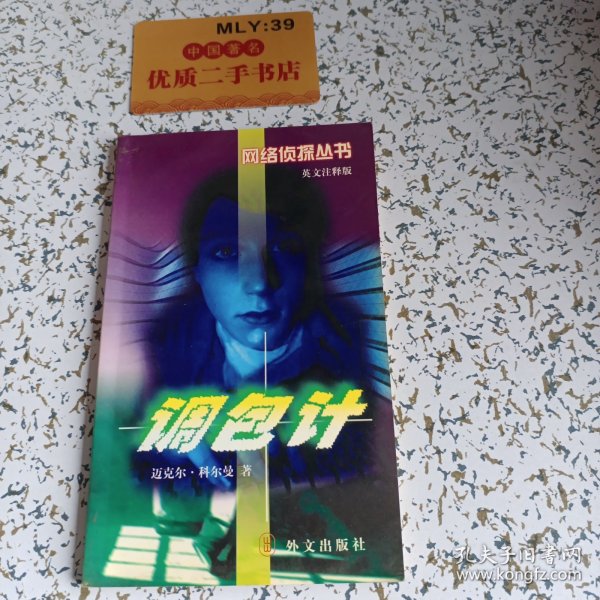 MLY:39
中国著名
优质二手书店
网络侦探丛书
英文注释版
调包计
迈克尔·科尔曼 著
外文出版社
孔夫子旧书网
www.kongfz.com